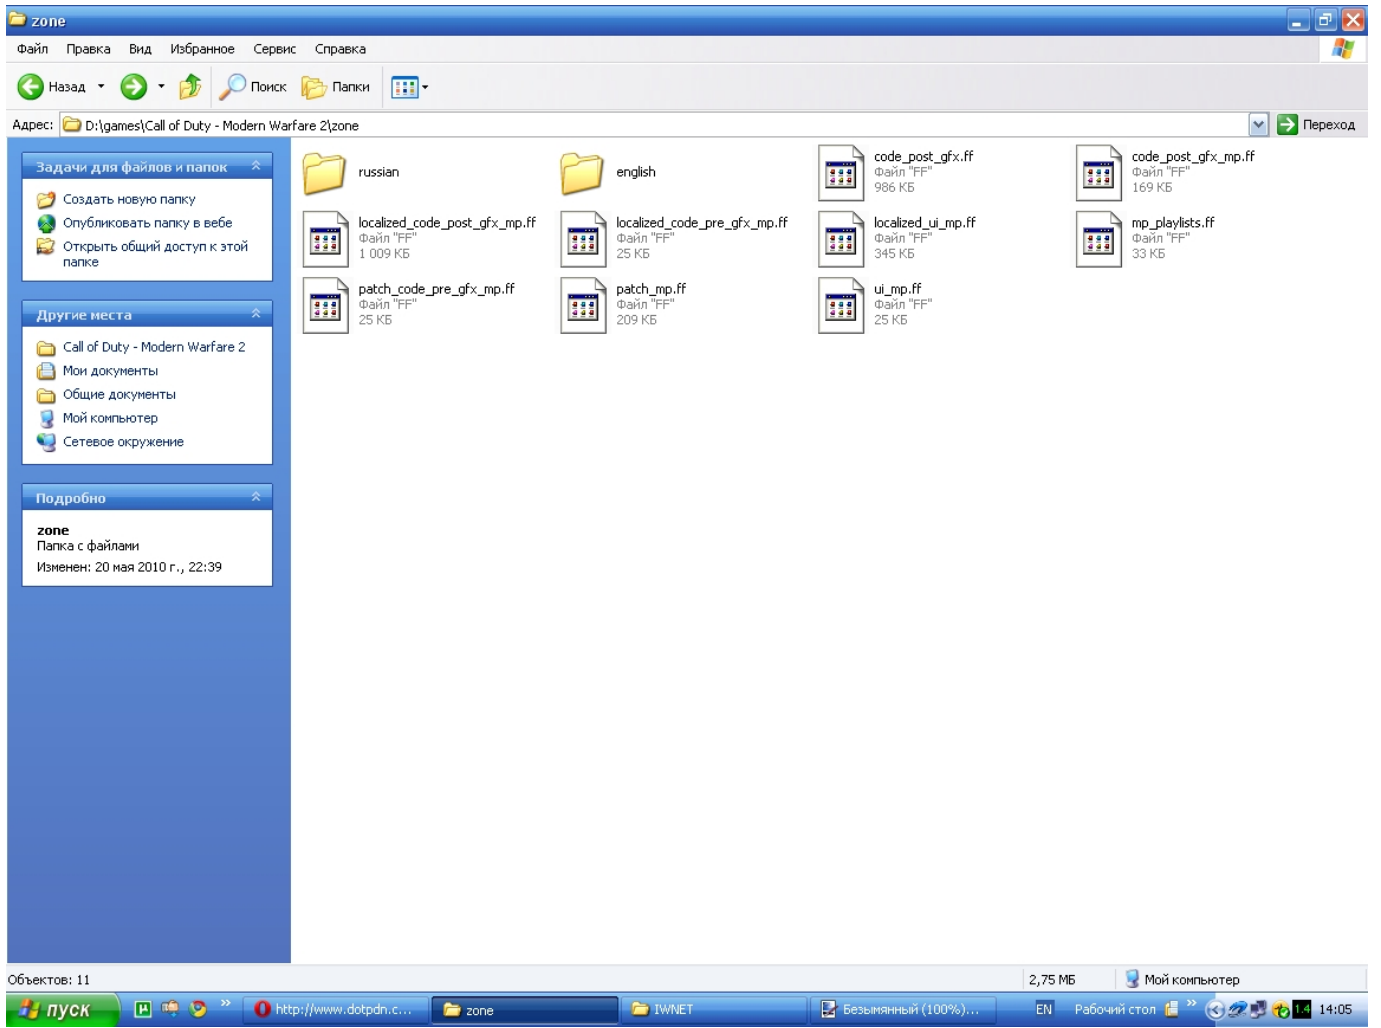 zone
Файл Правка Вид Избранное Сервис Справка
Назад Поиск Папки
Адрес: D:\games\Call of Duty - Modern Warfare 2\zone Переход
Задачи для файлов и папок
Создать новую папку
Опубликовать папку в вебе
Открыть общий доступ к этой
папке
Другие места
Call of Duty - Modern Warfare 2
Мои документы
Общие документы
Мой компьютер
Сетевое окружение
Подробно
zone
Папка с файлами
Изменен: 20 мая 2010 г., 22:39
russian
english
code_post_gfx.ff
Файл "FF"
986 КБ
code_post_gfx_mp.ff
Файл "FF"
169 КБ
localized_code_post_gfx_mp.ff
Файл "FF"
1 009 КБ
localized_code_pre_gfx_mp.ff
Файл "FF"
25 КБ
localized_ui_mp.ff
Файл "FF"
345 КБ
mp_playlists.ff
Файл "FF"
33 КБ
patch_code_pre_gfx_mp.ff
Файл "FF"
25 КБ
patch_mp.ff
Файл "FF"
209 КБ
ui_mp.ff
Файл "FF"
25 КБ
Объектов: 11 2,75 МБ Мой компьютер
пуск » http://www.dotpdn.c... zone IWNET Безымянный (100%)... EN Рабочий стол » 1.4 14:05